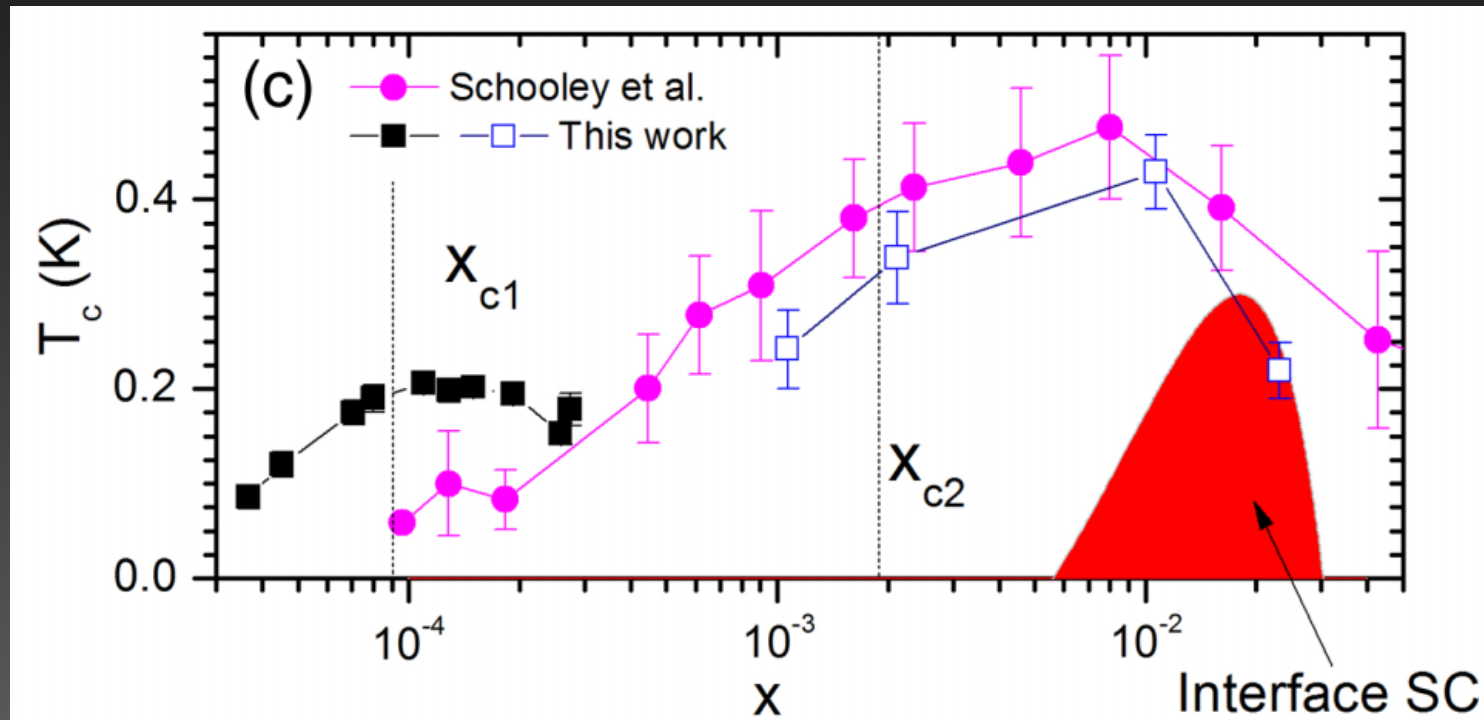 (c)
Schooley et al.
This work
T_c (K)
0.4
0.2
0.0
X_c1
X_c2
10^-4
10^-3
10^-2
x
Interface SC